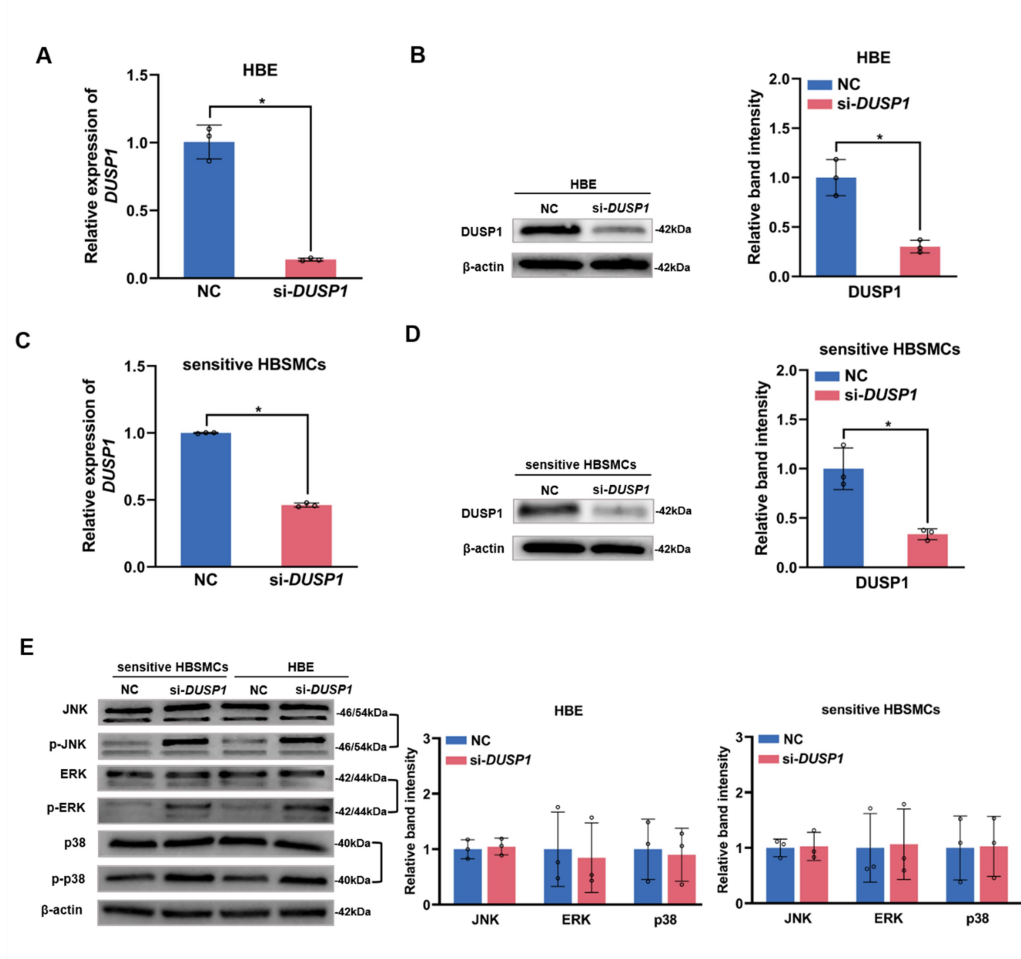 A
HBE
Relative expression of
DUSP1
1.5
1.0
0.5
0.0
*
NC
si-DUSP1
B
HBE
NC
si-DUSP1
DUSP1
-42kDa
β-actin
-42kDa
HBE
Relative band intensity
2.0
1.5
1.0
0.5
0.0
NC
si-DUSP1
*
DUSP1
C
sensitive HBSMCs
Relative expression of
DUSP1
1.5
1.0
0.5
0.0
*
NC
si-DUSP1
D
sensitive HBSMCs
NC
si-DUSP1
DUSP1
-42kDa
β-actin
-42kDa
sensitive HBSMCs
Relative band intensity
2.0
1.5
1.0
0.5
0.0
NC
si-DUSP1
*
DUSP1
E
sensitive HBSMCs
HBE
NC
si-DUSP1
NC
si-DUSP1
JNK
-46/54kDa
p-JNK
-46/54kDa
ERK
-42/44kDa
p-ERK
-42/44kDa
p38
-40kDa
p-p38
-40kDa
β-actin
-42kDa
HBE
Relative band intensity
3
2
1
0
NC
si-DUSP1
JNK
ERK
p38
sensitive HBSMCs
Relative band intensity
3
2
1
0
NC
si-DUSP1
JNK
ERK
p38